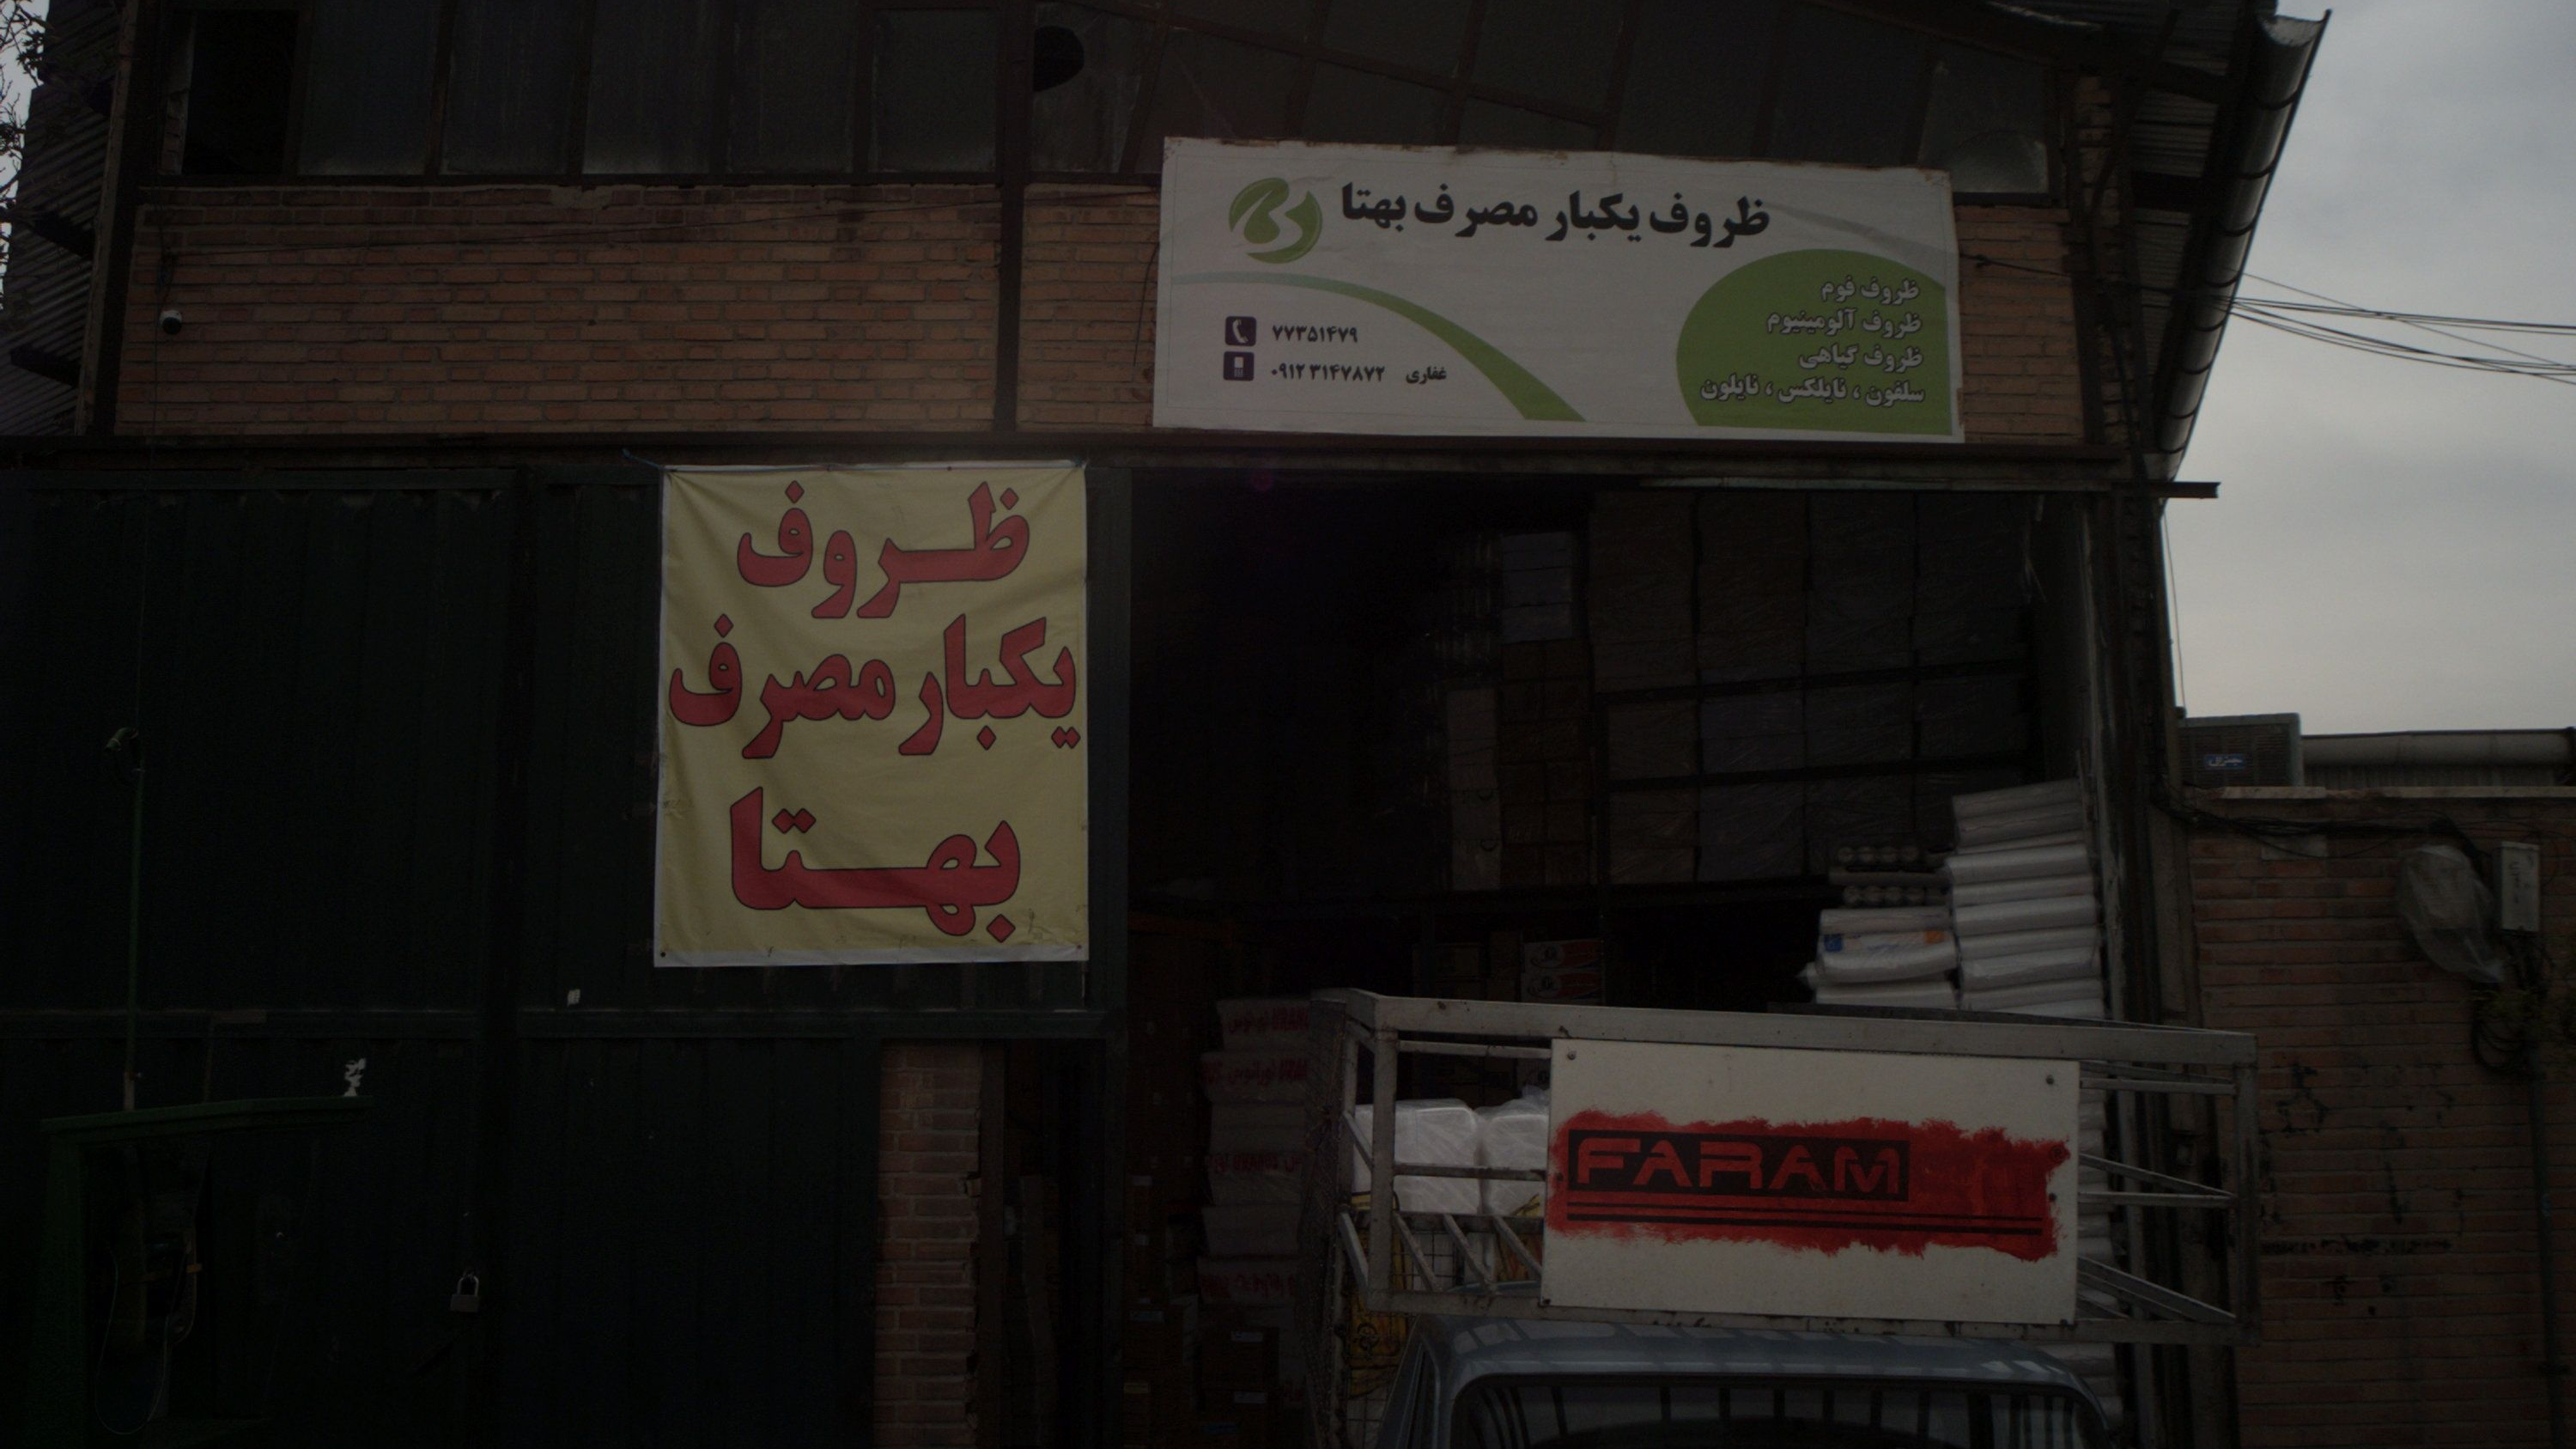 ظروف یکبار مصرف بهتا
ظروف فوم
ظروف آلومینیوم
ظروف گیاهی
سلفون ، نایلکس ، نایلون
۷۷۳۵۱۴۷۹
غفاری ۰۹۱۲ ۳۱۴۷۸۷۲
ظروف
یکبار مصرف
بهتا
جنرال
FARAM